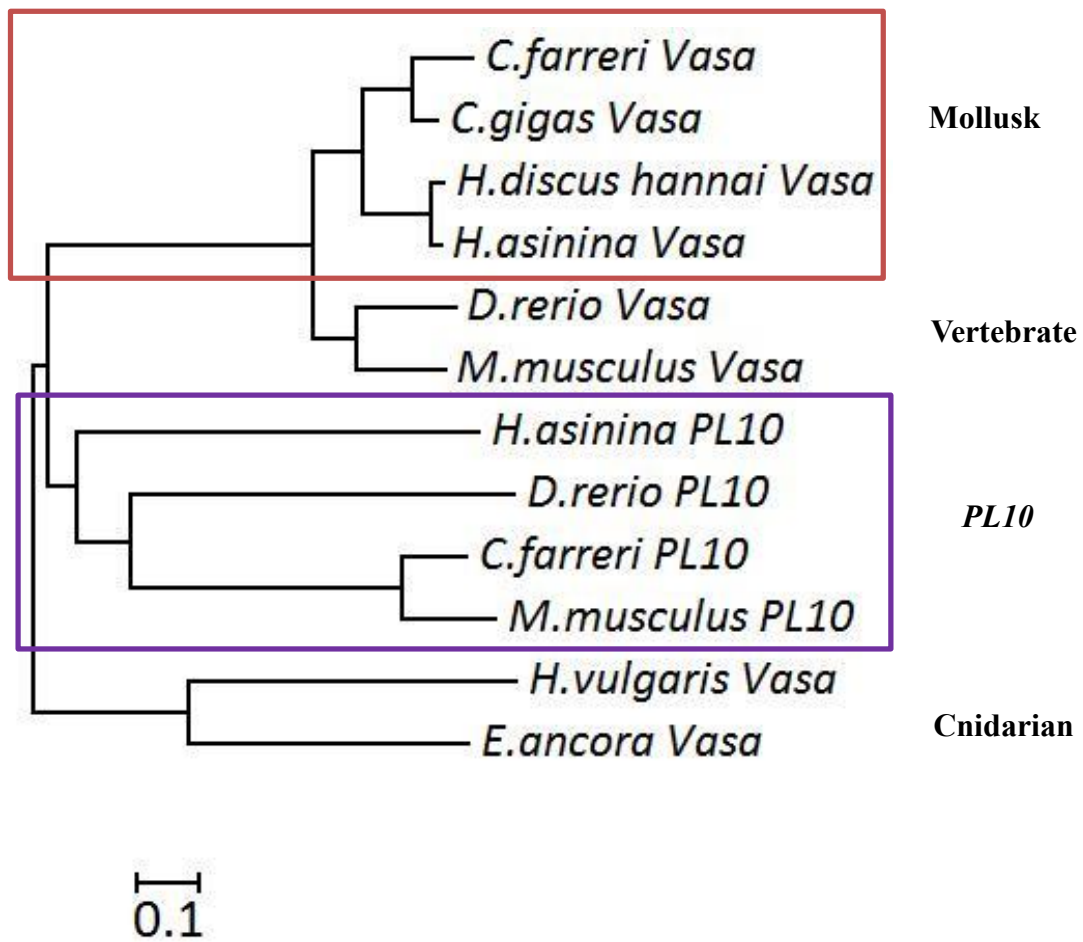 C.farreri Vasa
C.gigas Vasa
Mollusk
H.discus hannai Vasa
H.asinina Vasa
D.rerio Vasa
Vertebrate
M.musculus Vasa
H.asinina PL10
D.rerio PL10
PL10
C.farreri PL10
M.musculus PL10
H.vulgaris Vasa
Cnidarian
E.ancora Vasa
0.1